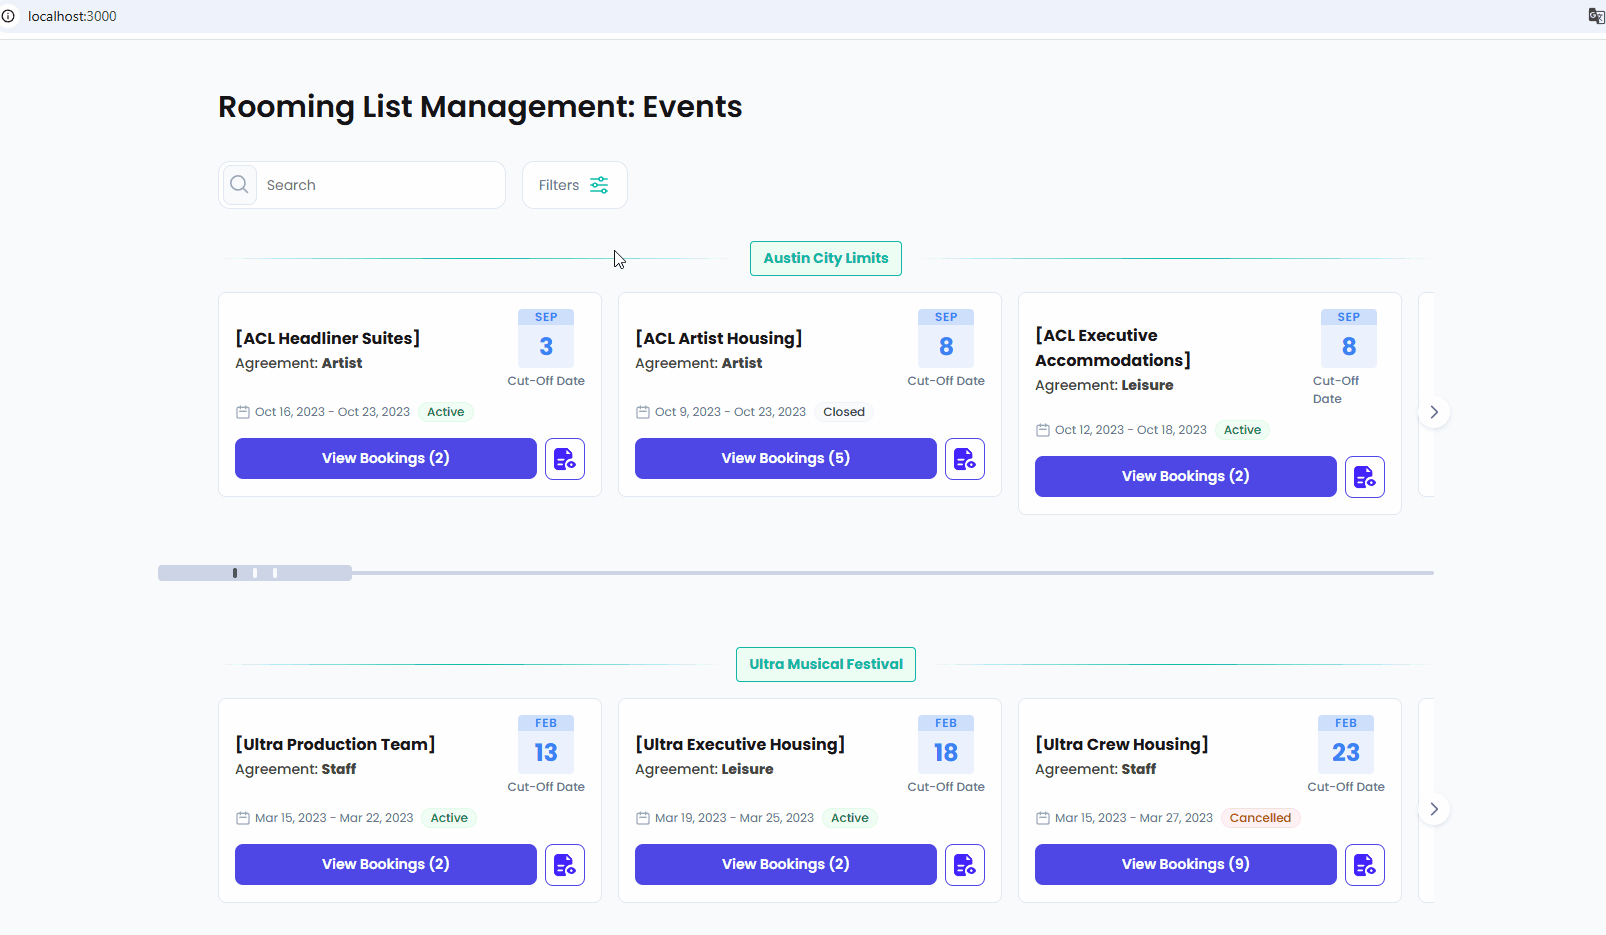 localhost:3000
Rooming List Management: Events
Search
Filters
Austin City Limits
[ACL Headliner Suites]
Agreement: Artist
SEP
3
Cut-Off Date
Oct 16, 2023 - Oct 23, 2023
Active
View Bookings (2)
[ACL Artist Housing]
Agreement: Artist
SEP
8
Cut-Off Date
Oct 9, 2023 - Oct 23, 2023
Closed
View Bookings (5)
[ACL Executive
Accommodations]
Agreement: Leisure
SEP
8
Cut-Off
Date
Oct 12, 2023 - Oct 18, 2023
Active
View Bookings (2)
Ultra Musical Festival
[Ultra Production Team]
Agreement: Staff
FEB
13
Cut-Off Date
Mar 15, 2023 - Mar 22, 2023
Active
View Bookings (2)
[Ultra Executive Housing]
Agreement: Leisure
FEB
18
Cut-Off Date
Mar 19, 2023 - Mar 25, 2023
Active
View Bookings (2)
[Ultra Crew Housing]
Agreement: Staff
FEB
23
Cut-Off Date
Mar 15, 2023 - Mar 27, 2023
Cancelled
View Bookings (9)